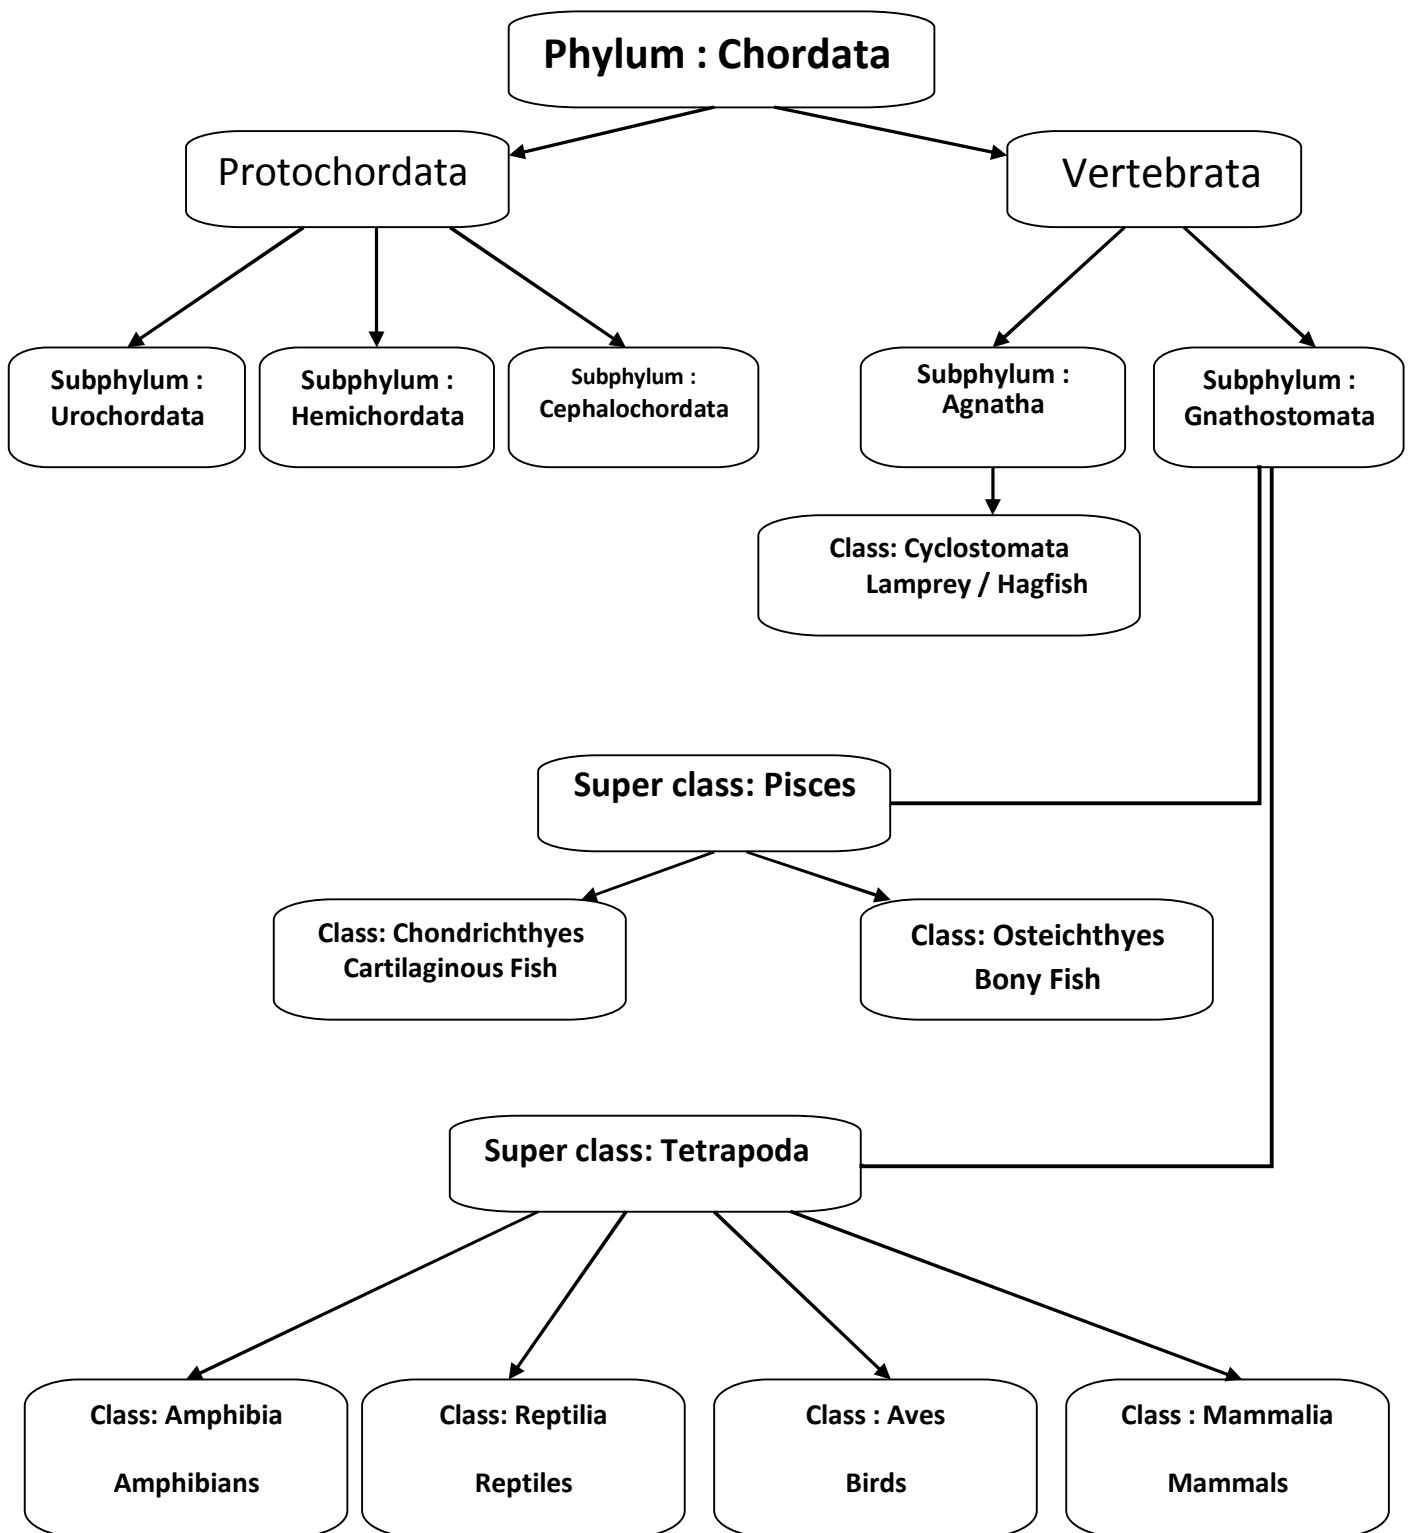 Phylum : Chordata
Protochordata
Vertebrata
Subphylum :
Urochordata
Subphylum :
Hemichordata
Subphylum :
Cephalochordata
Subphylum :
Agnatha
Subphylum :
Gnathostomata
Class: Cyclostomata
Lamprey / Hagfish
Super class: Pisces
Class: Chondrichthyes
Cartilaginous Fish
Class: Osteichthyes
Bony Fish
Super class: Tetrapoda
Class: Amphibia
Amphibians
Class: Reptilia
Reptiles
Class : Aves
Birds
Class : Mammalia
Mammals